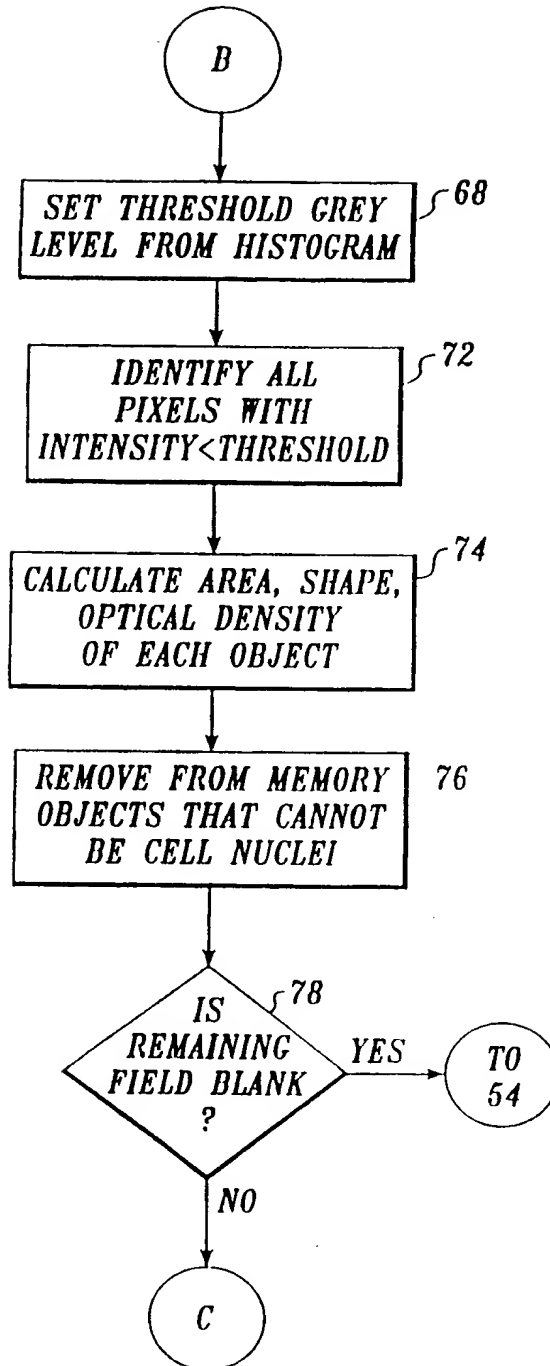 B
SET THRESHOLD GREY
LEVEL FROM HISTOGRAM
68
IDENTIFY ALL
PIXELS WITH
INTENSITY<THRESHOLD
72
CALCULATE AREA, SHAPE,
OPTICAL DENSITY
OF EACH OBJECT
74
REMOVE FROM MEMORY
OBJECTS THAT CANNOT
BE CELL NUCLEI
76
IS
REMAINING
FIELD BLANK
?
78
YES
TO
54
NO
C